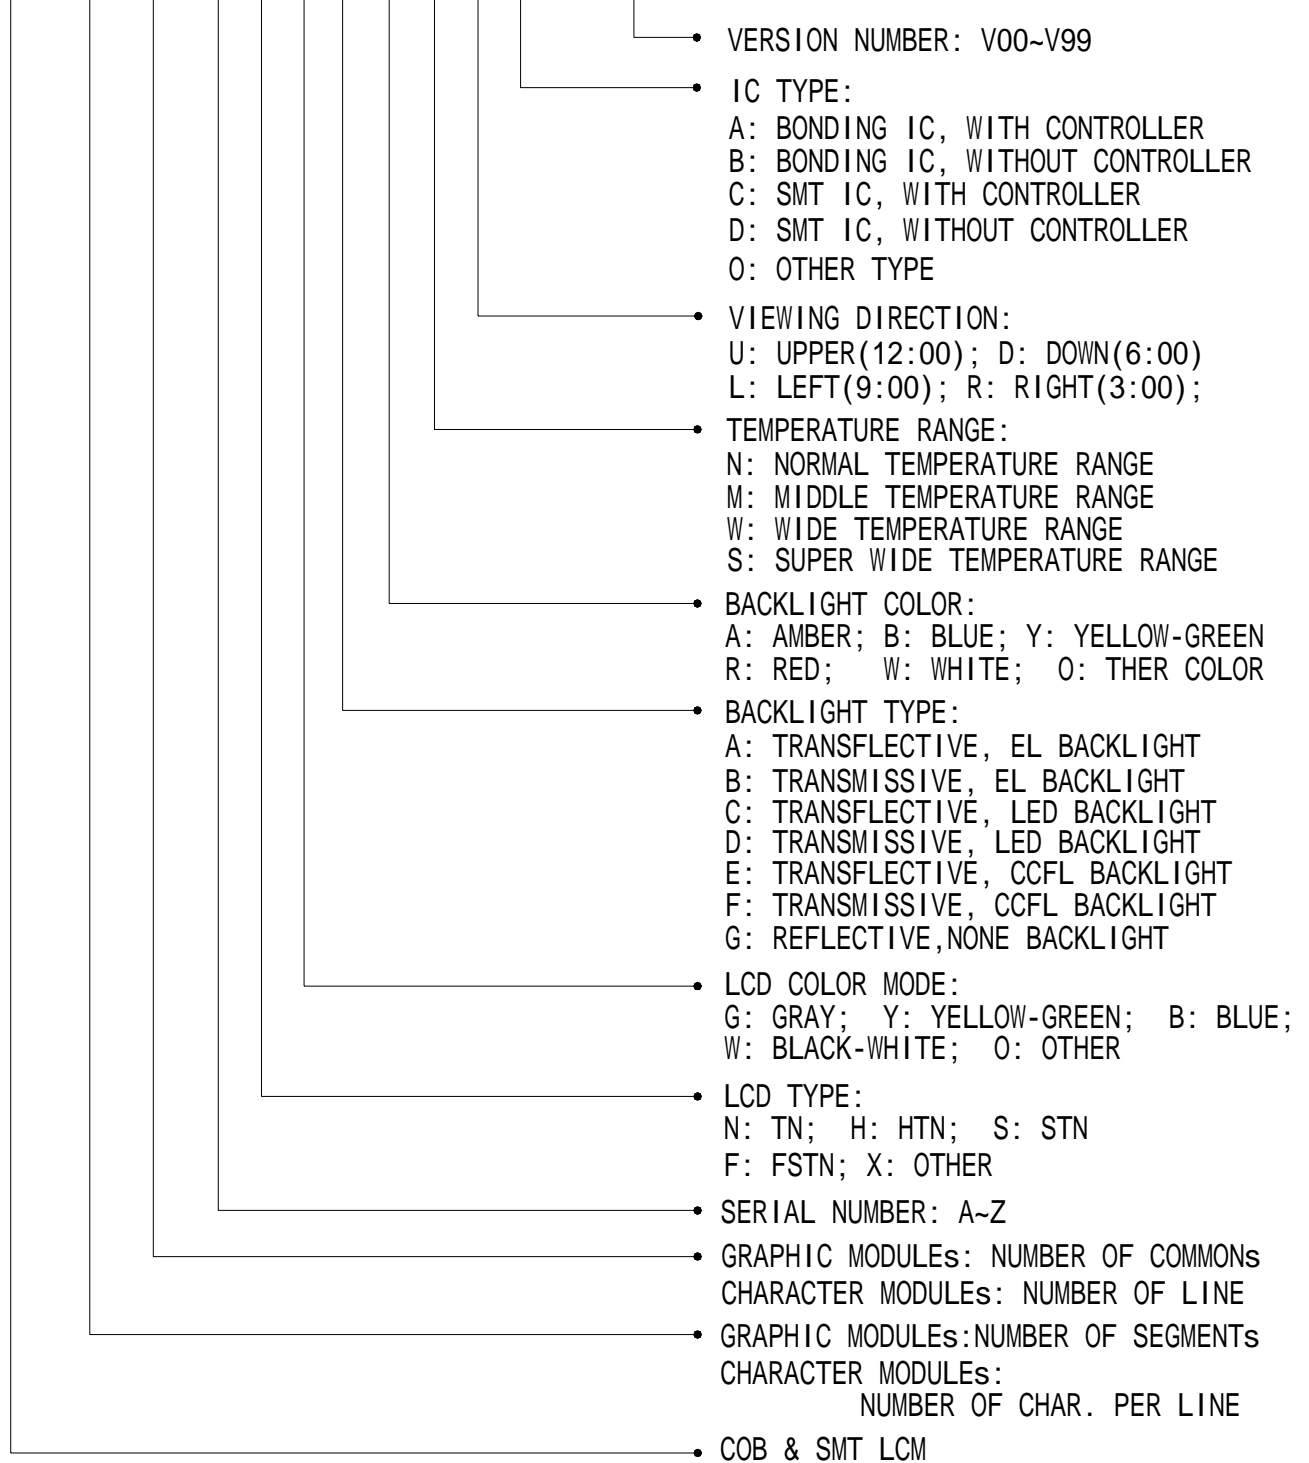 VERSION NUMBER: V00~V99
IC TYPE:
A: BONDING IC, WITH CONTROLLER
B: BONDING IC, WITHOUT CONTROLLER
C: SMT IC, WITH CONTROLLER
D: SMT IC, WITHOUT CONTROLLER
O: OTHER TYPE
VIEWING DIRECTION:
U: UPPER(12:00); D: DOWN(6:00)
L: LEFT(9:00); R: RIGHT(3:00);
TEMPERATURE RANGE:
N: NORMAL TEMPERATURE RANGE
M: MIDDLE TEMPERATURE RANGE
W: WIDE TEMPERATURE RANGE
S: SUPER WIDE TEMPERATURE RANGE
BACKLIGHT COLOR:
A: AMBER; B: BLUE; Y: YELLOW-GREEN
R: RED; W: WHITE; O: THER COLOR
BACKLIGHT TYPE:
A: TRANSFLECTIVE, EL BACKLIGHT
B: TRANSMISSIVE, EL BACKLIGHT
C: TRANSFLECTIVE, LED BACKLIGHT
D: TRANSMISSIVE, LED BACKLIGHT
E: TRANSFLECTIVE, CCFL BACKLIGHT
F: TRANSMISSIVE, CCFL BACKLIGHT
G: REFLECTIVE,NONE BACKLIGHT
LCD COLOR MODE:
G: GRAY; Y: YELLOW-GREEN; B: BLUE;
W: BLACK-WHITE; O: OTHER
LCD TYPE:
N: TN; H: HTN; S: STN
F: FSTN; X: OTHER
SERIAL NUMBER: A~Z
GRAPHIC MODULEs: NUMBER OF COMMONs
CHARACTER MODULEs: NUMBER OF LINE
GRAPHIC MODULEs:NUMBER OF SEGMENTs
CHARACTER MODULEs:
NUMBER OF CHAR. PER LINE
COB & SMT LCM